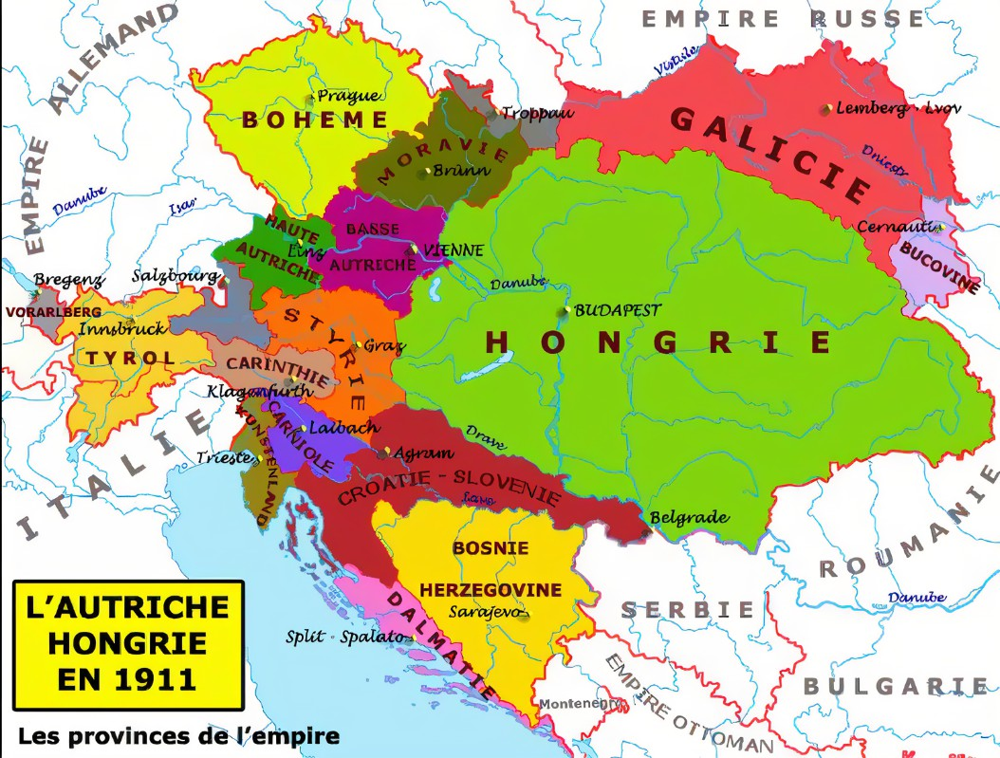 EMPIRE RUSSE
EMPIRE ALLEMAND
Vistule
Prague
BOHEME
Troppau
Lemberg - Lvov
GALICIE
MORAVIE
Brünn
Dniestr
Danube
Isar
HAUTE
AUTRICHE
Linz
BASSE
AUTRICHE
VIENNE
Cernauti
BUCOVINE
Bregenz
Salzbourg
VORARLBERG
Innsbruck
TYROL
Danube
BUDAPEST
HONGRIE
STYRIE
Graz
CARINTHIE
Klagenfurth
CARNIOLE
Laibach
KUNSTENLAND
Trieste
ITALIE
Agram
Drave
CROATIE - SLOVENIE
Save
Belgrade
ROUMANIE
BOSNIE
HERZEGOVINE
Sarajevo
SERBIE
Danube
DALMATIE
Split - Spalato
Montenegro
EMPIRE OTTOMAN
BULGARIE
L'AUTRICHE
HONGRIE
EN 1911
Les provinces de l'empire